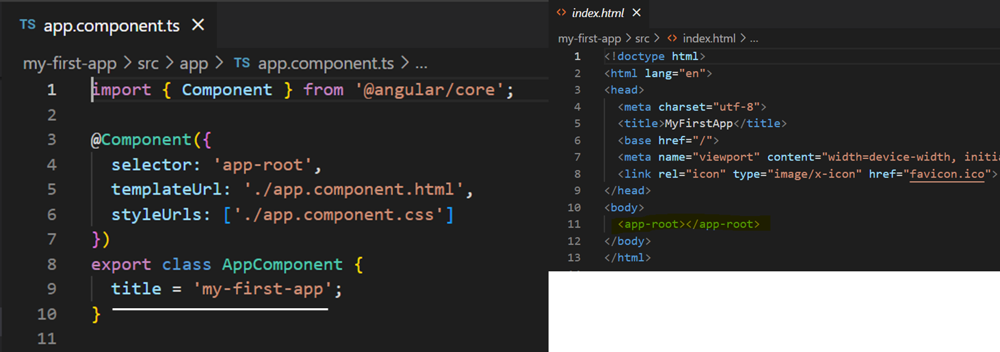 TS app.component.ts ×
my-first-app > src > app > TS app.component.ts > ...
1 import { Component } from '@angular/core';
2
3 @Component({
4 selector: 'app-root',
5 templateUrl: './app.component.html',
6 styleUrls: ['./app.component.css']
7 })
8 export class AppComponent {
9 title = 'my-first-app';
10 }
11
<> index.html ×
my-first-app > src > <> index.html > ...
1 <!doctype html>
2 <html lang="en">
3 <head>
4 <meta charset="utf-8">
5 <title>MyFirstApp</title>
6 <base href="/">
7 <meta name="viewport" content="width=device-width, initia
8 <link rel="icon" type="image/x-icon" href="favicon.ico">
9 </head>
10 <body>
11 <app-root></app-root>
12 </body>
13 </html>